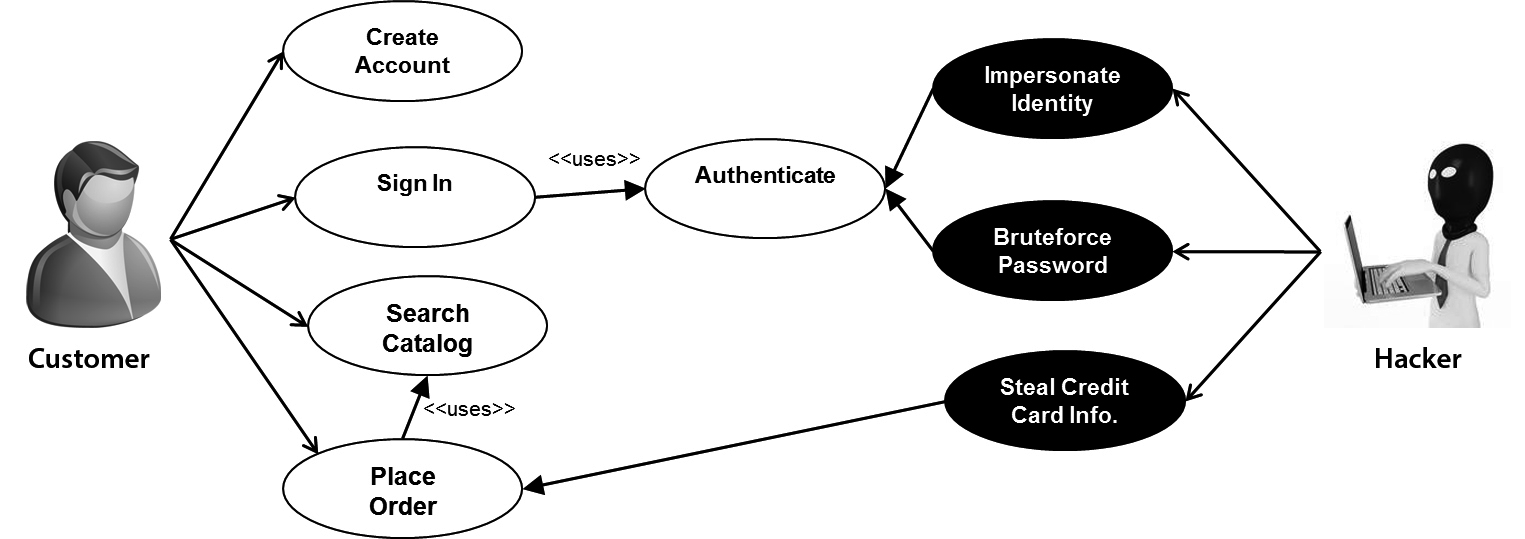 Create
Account
Impersonate
Identity
<<uses>>
Sign In
Authenticate
Bruteforce
Password
Search
Catalog
Customer
Hacker
Steal Credit
Card Info.
<<uses>>
Place
Order